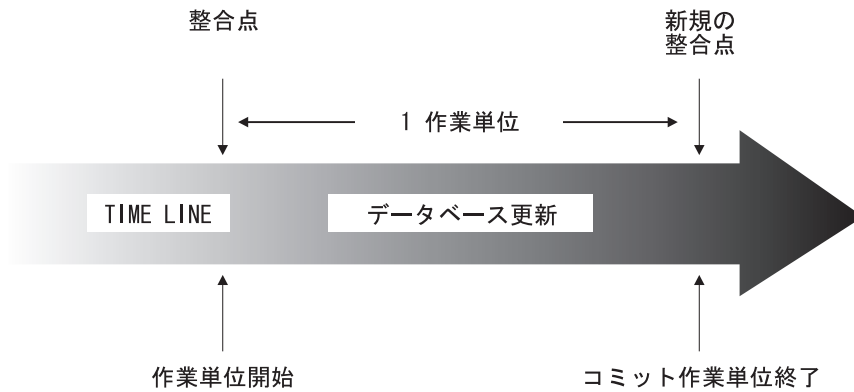 整合点
新規の
整合点
1 作業単位
TIME LINE
データベース更新
作業単位開始
コミット作業単位終了